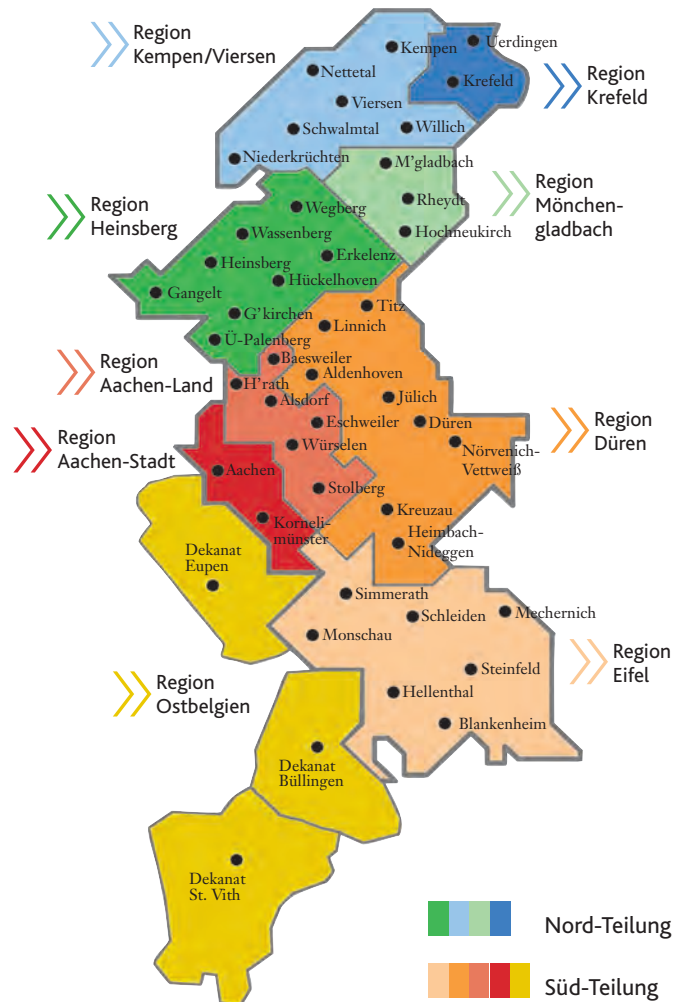 Region
Kempen/Viersen
Kempen
Uerdingen
Nettetal
Krefeld
Region
Krefeld
Viersen
Schwalmtal
Willich
Niederkrüchten
M'gladbach
Region
Mönchen-
gladbach
Rheydt
Wegberg
Region
Heinsberg
Wassenberg
Hochneukirch
Erkelenz
Heinsberg
Hückelhoven
Gangelt
G'kirchen
Titz
Linnich
Ü-Palenberg
Region
Aachen-Land
Baesweiler
Aldenhoven
H'rath
Alsdorf
Jülich
Eschweiler
Düren
Region
Düren
Region
Aachen-Stadt
Würselen
Nörvenich-
Vettweiß
Aachen
Stolberg
Kreuzau
Korneli-
münster
Heimbach-
Nideggen
Dekanat
Eupen
Simmerath
Schleiden
Mechernich
Monschau
Region
Eifel
Steinfeld
Region
Ostbelgien
Hellenthal
Blankenheim
Dekanat
Büllingen
Dekanat
St. Vith
Nord-Teilung
Süd-Teilung